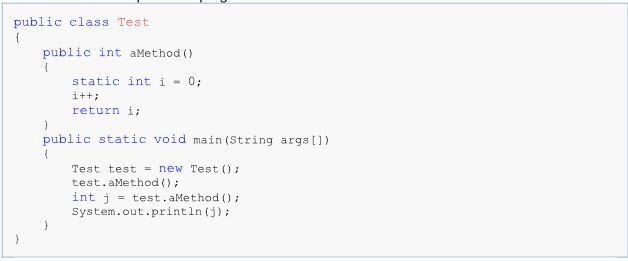 public class Test
{
    public int aMethod()
    {
        static int i = 0;
        i++;
        return i;
    }
    public static void main(String args[])
    {
        Test test = new Test();
        test.aMethod();
        int j = test.aMethod();
        System.out.println(j);
    }
}